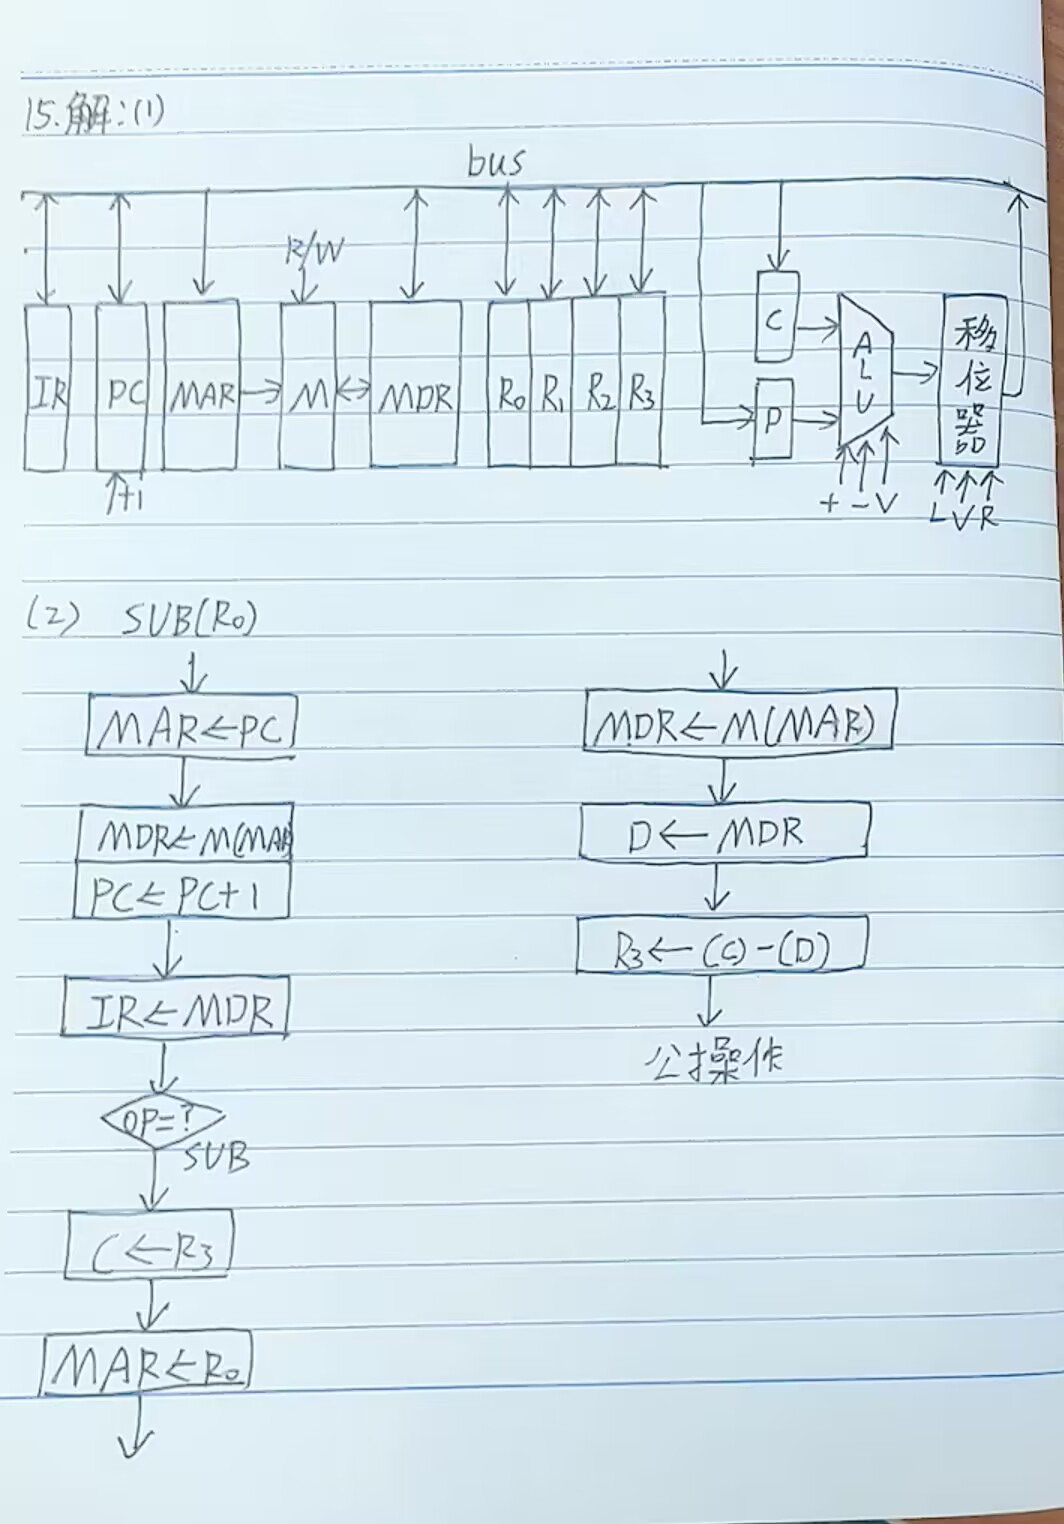 15.解:(1)
bus
R/W
IR PC MAR M MDR R0 R1 R2 R3 C ALU 移位器
D
+1
+ - V
L V R
(2) SUB(R0)
MAR←PC
MDR←M(MAR
PC←PC+1
IR←MDR
OP=?
SUB
C←R3
MAR←R0
MDR←M(MAR)
D←MDR
R3←(C)-(D)
公操作